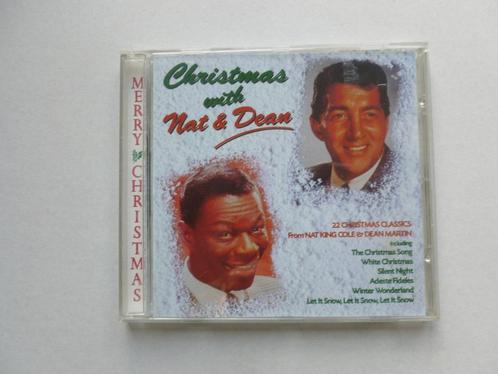 MERRY CHRISTMAS
Christmas
with
Nat & Dean
22 CHRISTMAS CLASSICS
From NAT KING COLE & DEAN MARTIN
including
The Christmas Song
White Christmas
Silent Night
Adeste Fideles
Winter Wonderland
Let It Snow, Let It Snow, Let It Snow